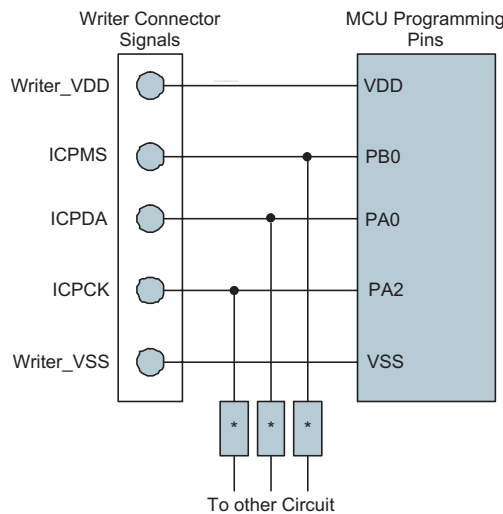 Writer Connector
Signals
MCU Programming
Pins
Writer_VDD
VDD
ICPMS
PB0
ICPDA
PA0
ICPCK
PA2
Writer_VSS
VSS
* * *
To other Circuit